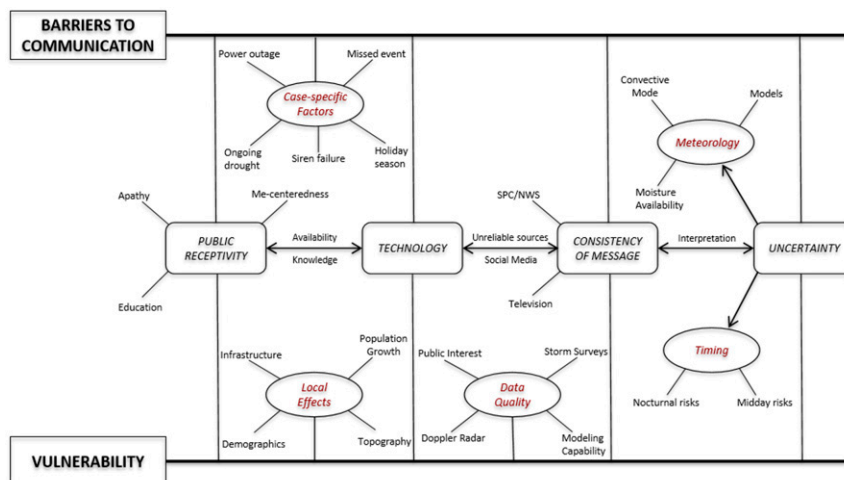 BARRIERS TO
COMMUNICATION
Power outage
Missed event
Case-specific
Factors
Ongoing
drought
Siren failure
Holiday
season
Convective
Mode
Models
Meteorology
Moisture
Availability
Apathy
Me-centeredness
SPC/NWS
PUBLIC
RECEPTIVITY
Availability
Knowledge
TECHNOLOGY
Unreliable sources
Social Media
CONSISTENCY
OF MESSAGE
Interpretation
UNCERTAINTY
Education
Television
Infrastructure
Population
Growth
Local
Effects
Demographics
Topography
Public Interest
Storm Surveys
Data
Quality
Doppler Radar
Modeling
Capability
Timing
Nocturnal risks
Midday risks
VULNERABILITY